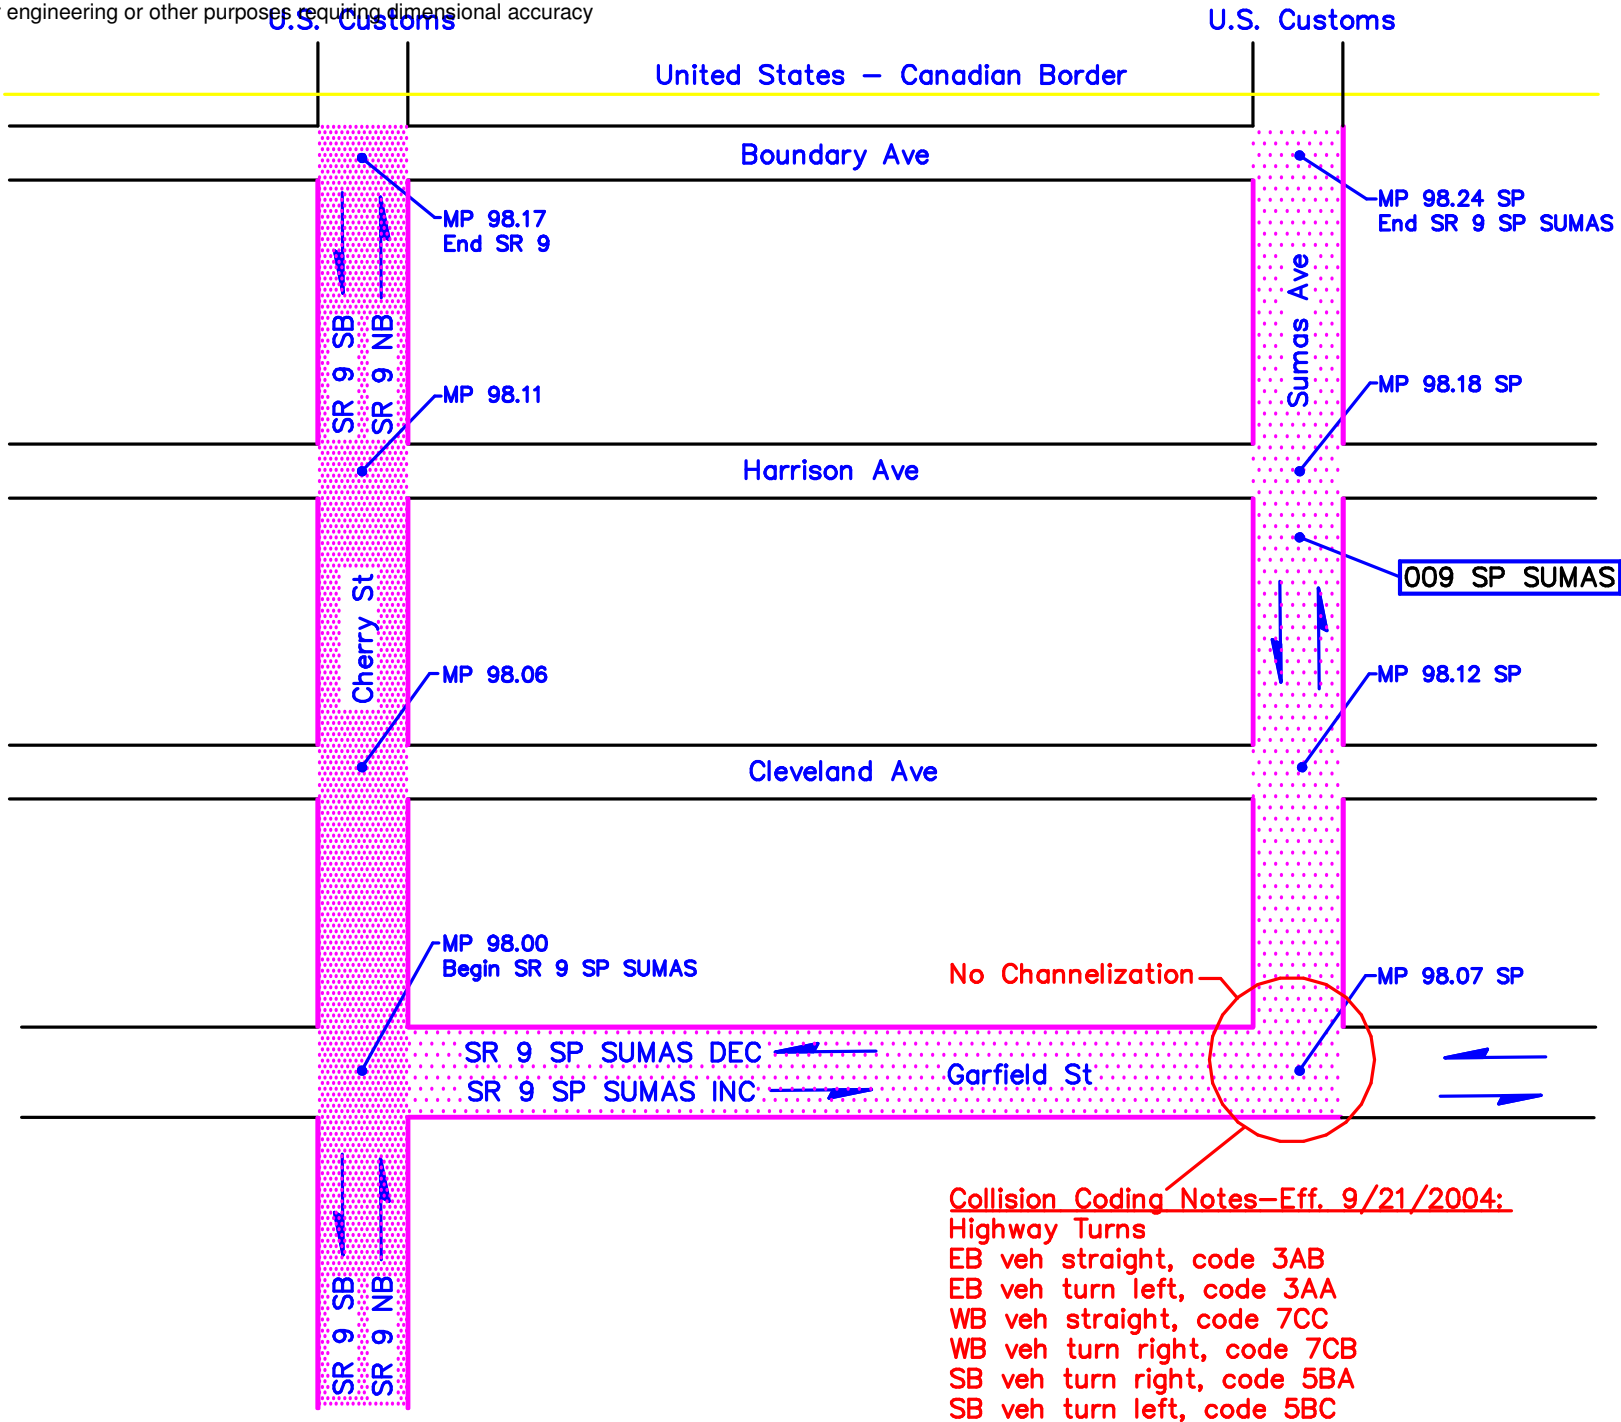 engineering or other purposes requiring dimensional accuracy
U.S. Customs
U.S. Customs
United States – Canadian Border
Boundary Ave
MP 98.17
End SR 9
MP 98.24 SP
End SR 9 SP SUMAS
SR 9 SB
SR 9 NB
Sumas Ave
MP 98.11
MP 98.18 SP
Harrison Ave
009 SP SUMAS
Cherry St
MP 98.06
MP 98.12 SP
Cleveland Ave
MP 98.00
Begin SR 9 SP SUMAS
No Channelization
MP 98.07 SP
SR 9 SP SUMAS DEC
Garfield St
SR 9 SP SUMAS INC
SR 9 SB
SR 9 NB
Collision Coding Notes–Eff. 9/21/2004:
Highway Turns
EB veh straight, code 3AB
EB veh turn left, code 3AA
WB veh straight, code 7CC
WB veh turn right, code 7CB
SB veh turn right, code 5BA
SB veh turn left, code 5BC